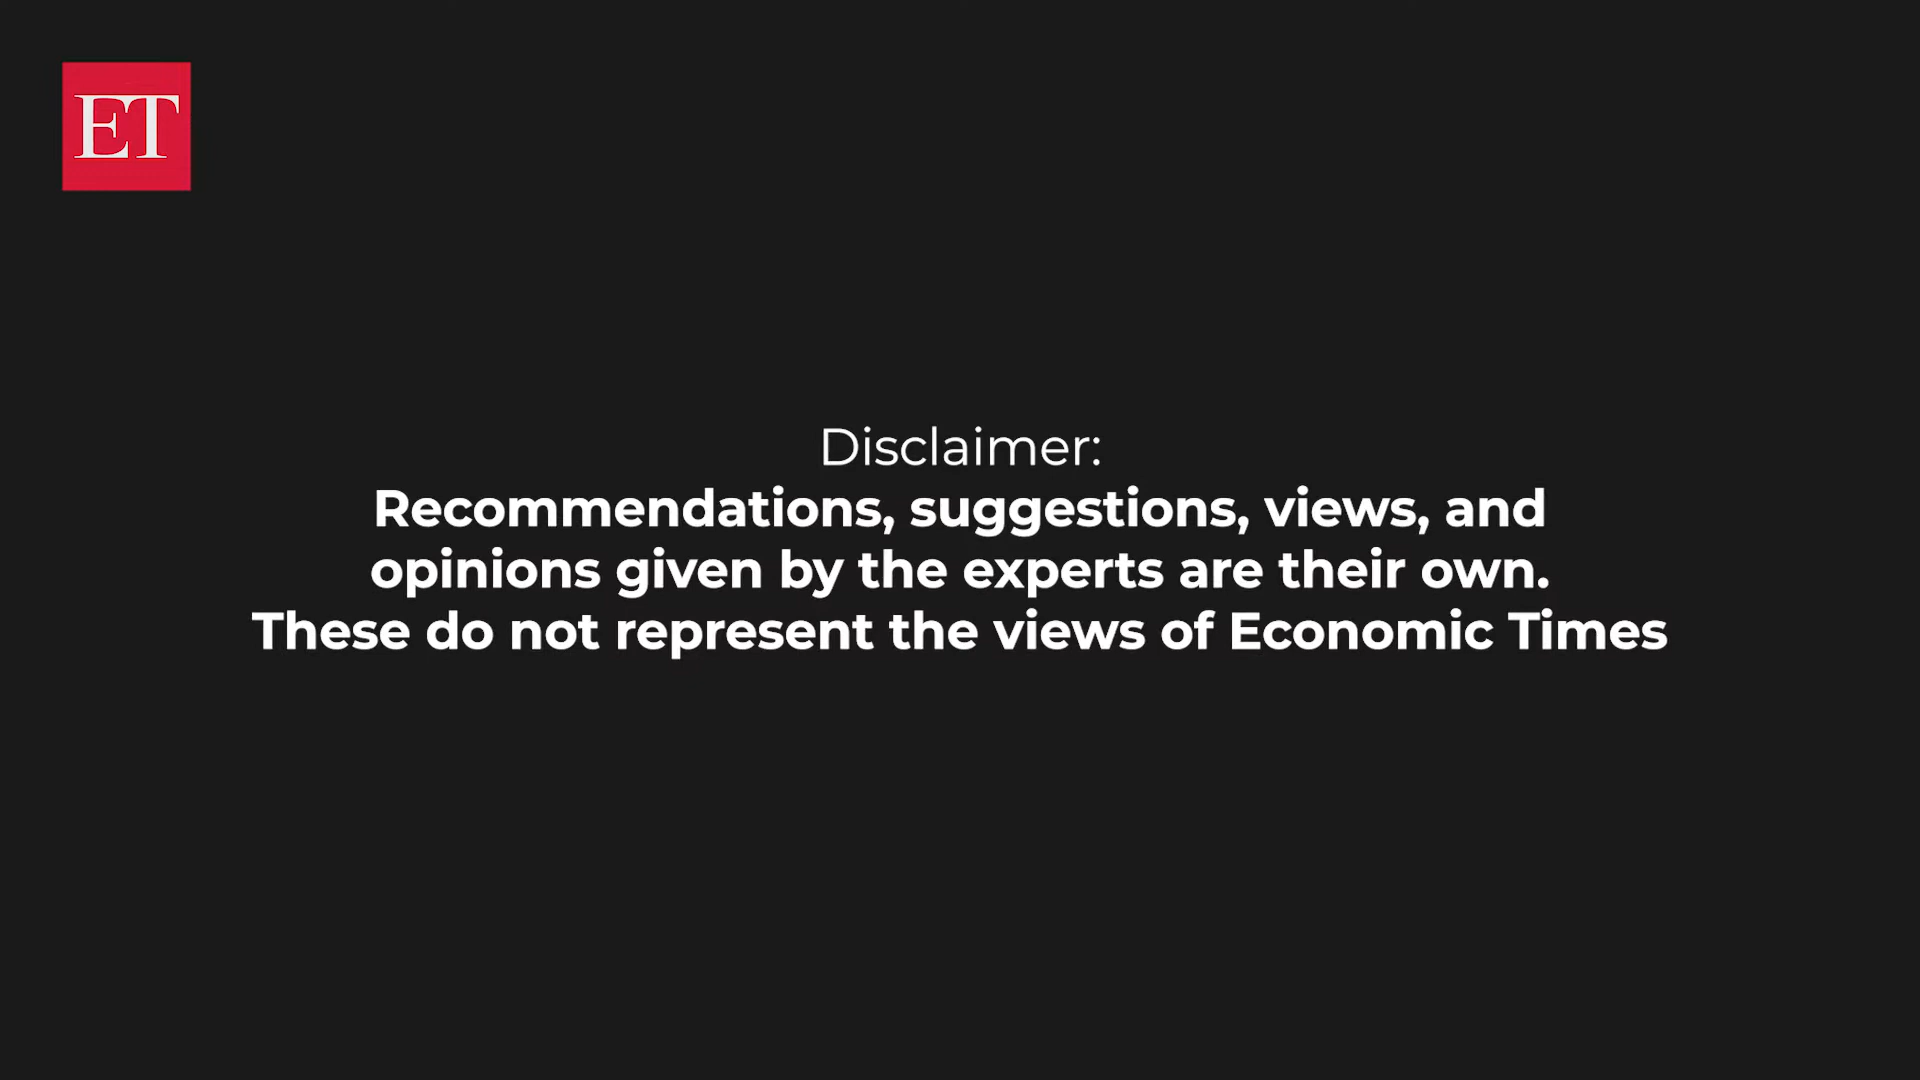 ET
Disclaimer:
Recommendations, suggestions, views, and
opinions given by the experts are their own.
These do not represent the views of Economic Times